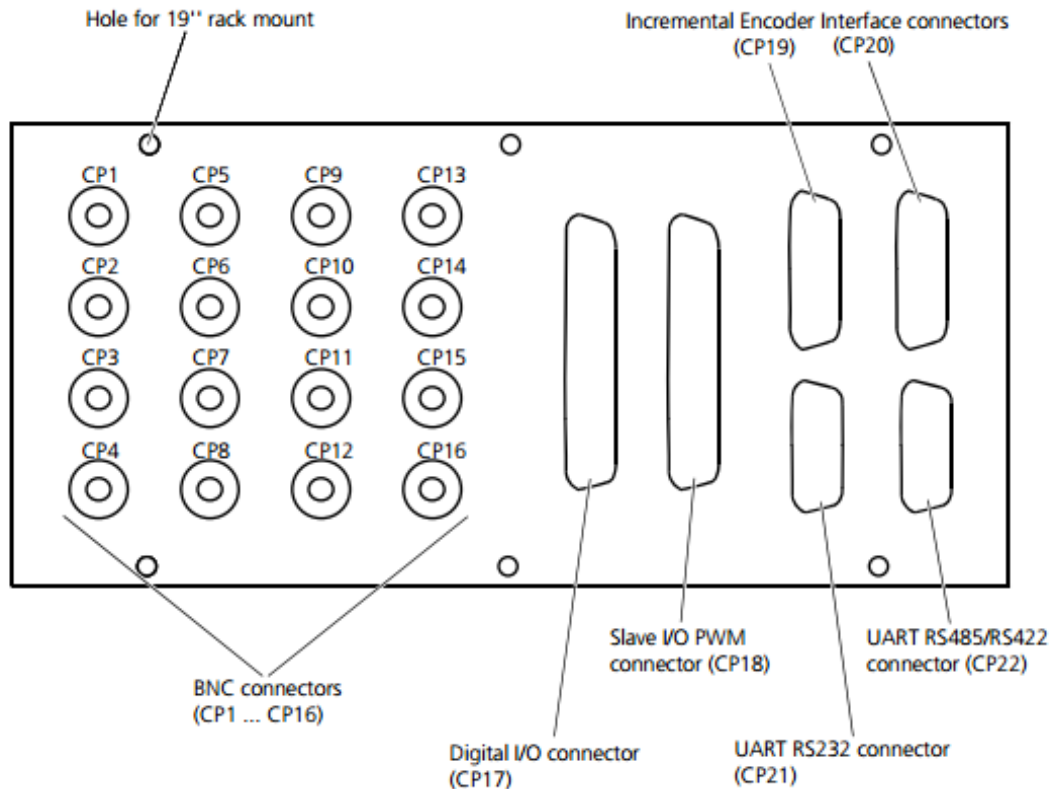 Hole for 19'' rack mount
Incremental Encoder Interface connectors
(CP19) (CP20)
CP1 CP5 CP9 CP13
CP2 CP6 CP10 CP14
CP3 CP7 CP11 CP15
CP4 CP8 CP12 CP16
Slave I/O PWM
connector (CP18)
UART RS485/RS422
connector (CP22)
BNC connectors
(CP1 ... CP16)
Digital I/O connector
(CP17)
UART RS232 connector
(CP21)